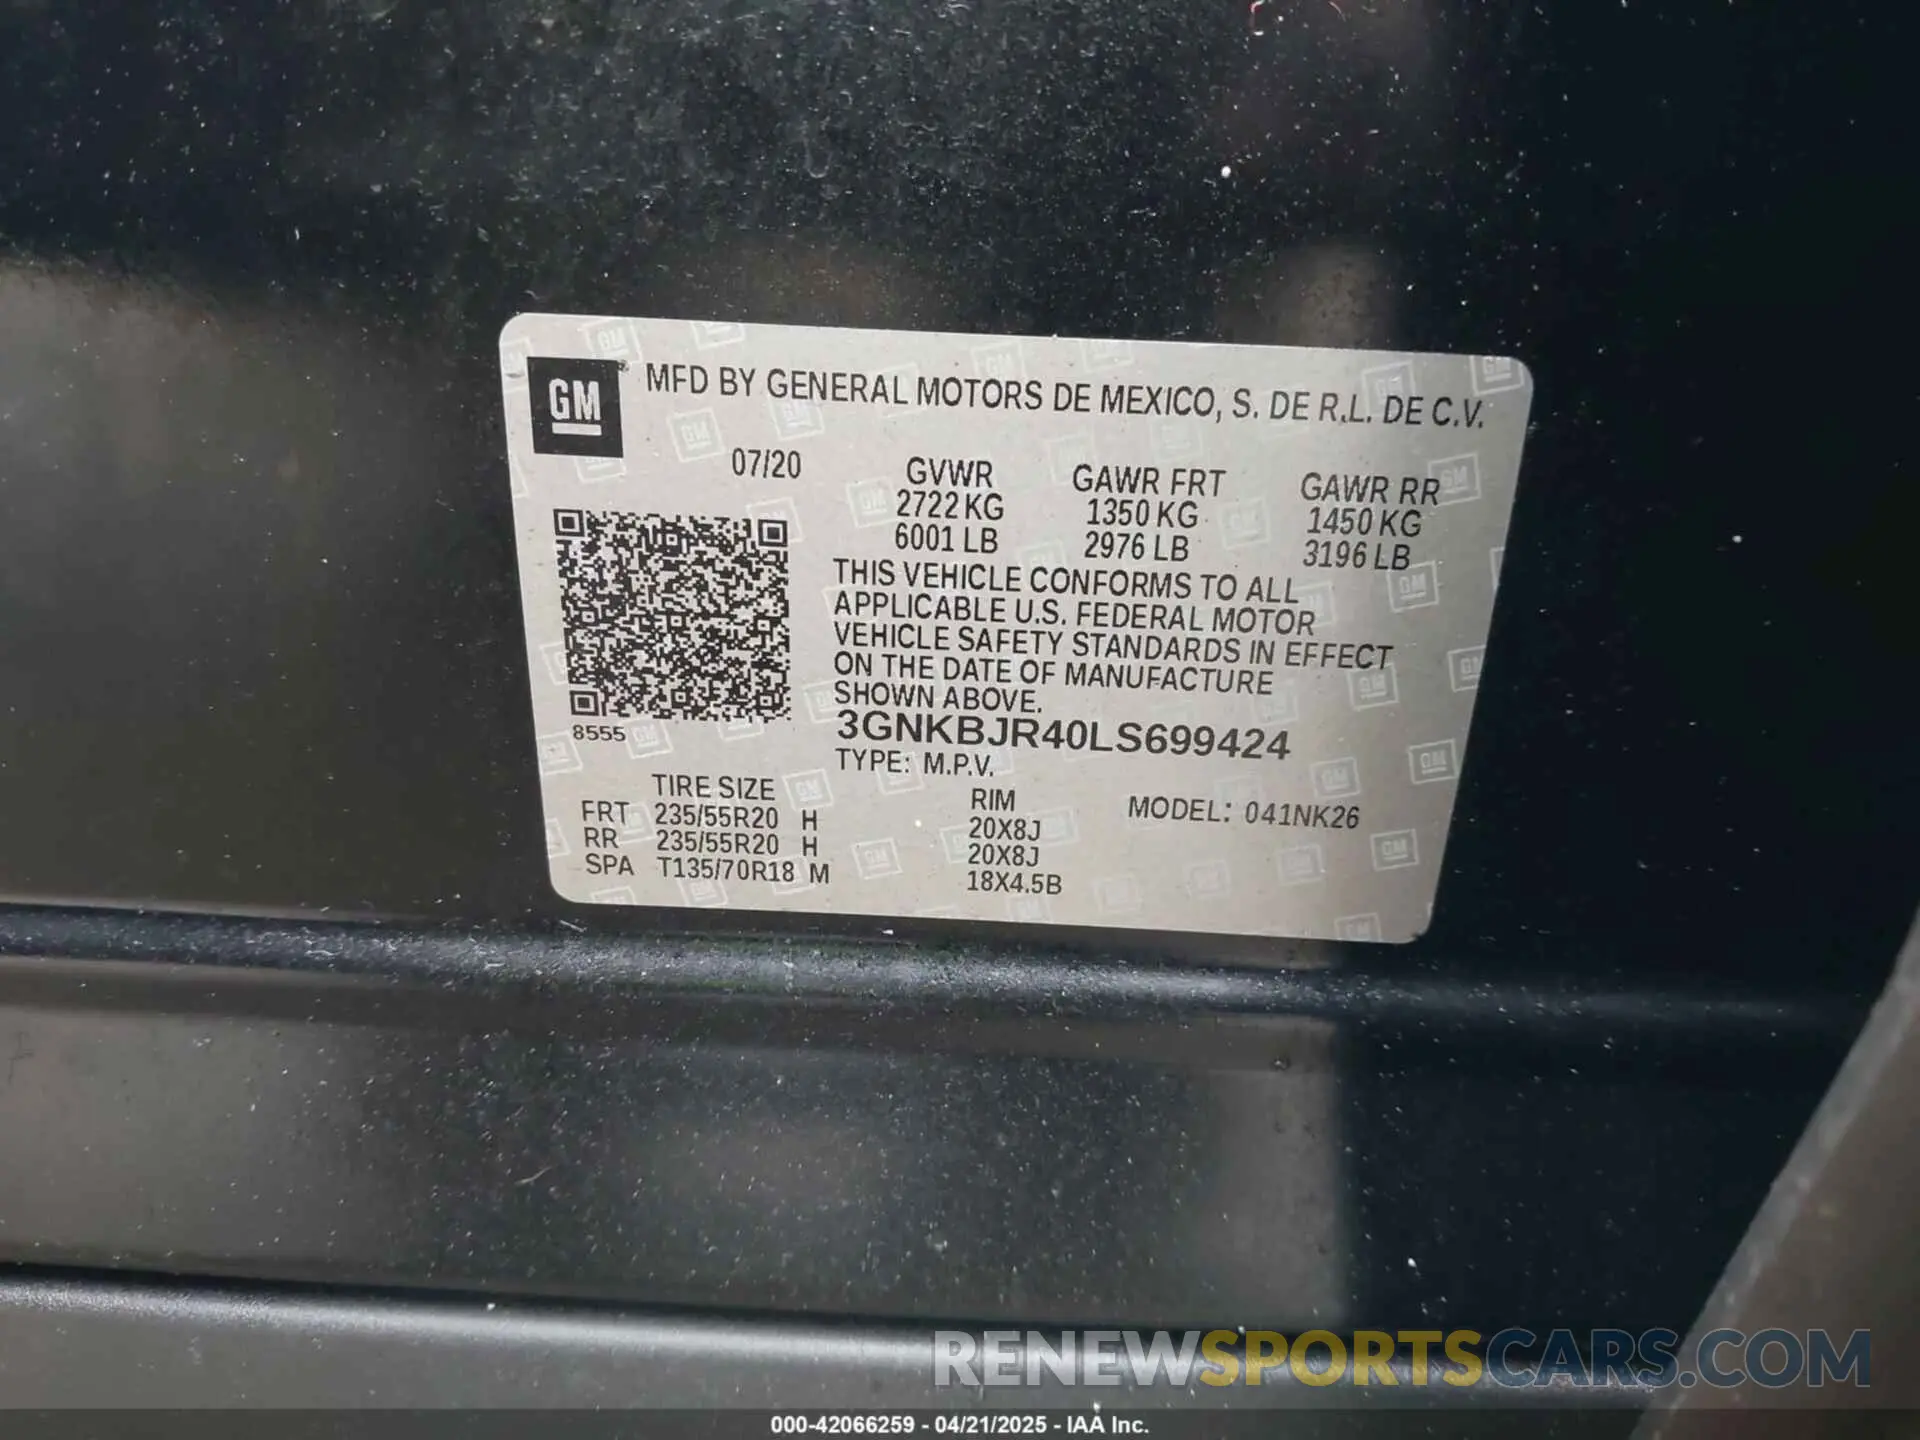 GM
MFD BY GENERAL MOTORS DE MEXICO, S. DE R.L. DE C.V.
07/20
GVWR GAWR FRT GAWR RR
2722 KG 1350 KG 1450 KG
6001 LB 2976 LB 3196 LB
THIS VEHICLE CONFORMS TO ALL
APPLICABLE U.S. FEDERAL MOTOR
VEHICLE SAFETY STANDARDS IN EFFECT
ON THE DATE OF MANUFACTURE
SHOWN ABOVE.
8555
3GNKBJR40LS699424
TYPE: M.P.V.
TIRE SIZE RIM MODEL: 041NK26
FRT 235/55R20 H 20X8J
RR 235/55R20 H 20X8J
SPA T135/70R18 M 18X4.5B
RENEWSPORTSCARS.COM
000-42066259 - 04/21/2025 - IAA Inc.